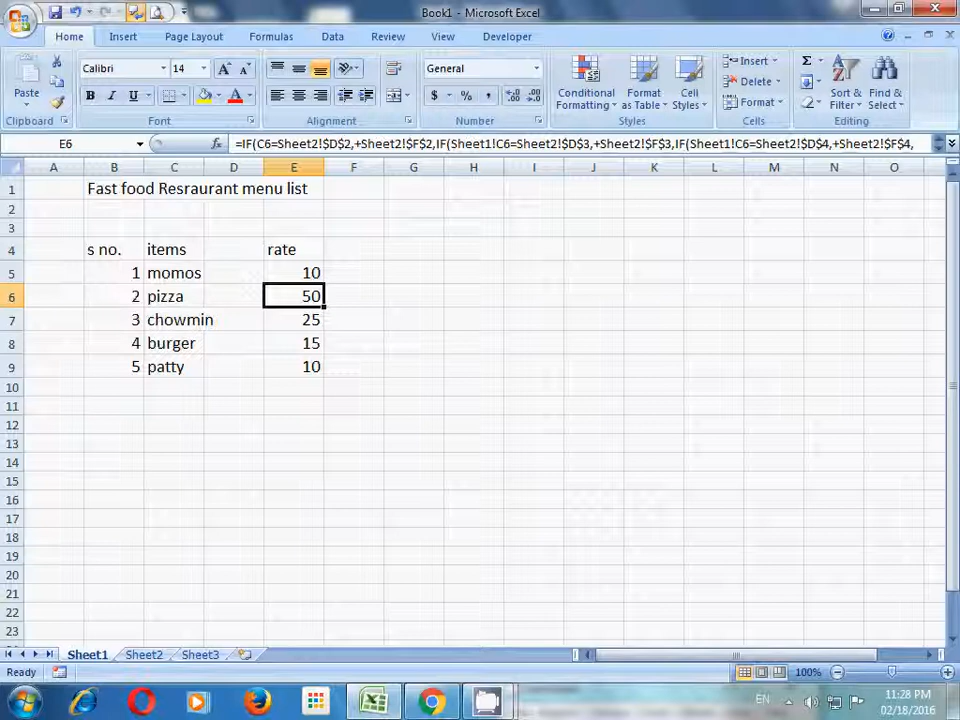 Book1 - Microsoft Excel
Home Insert Page Layout Formulas Data Review View Developer
Paste
Clipboard
Calibri 14
B I U
Font
Alignment
General
$ % ,
Number
Conditional Formatting
Format as Table
Cell Styles
Styles
Insert
Delete
Format
Cells
Σ
Sort & Filter
Find & Select
Editing
E6 fx =IF(C6=Sheet2!$D$2,+Sheet2!$F$2,IF(Sheet1!C6=Sheet2!$D$3,+Sheet2!$F$3,IF(Sheet1!C6=Sheet2!$D$4,+Sheet2!$F$4,
A B C D E F G H I J K L M N O
1 Fast food Resraurant menu list
2
3
4 s no. items rate
5 1 momos 10
6 2 pizza 50
7 3 chowmin 25
8 4 burger 15
9 5 patty 10
10
11
12
13
14
15
16
17
18
19
20
21
22
23
Sheet1 Sheet2 Sheet3
Ready 100%
EN 11:28 PM
02/18/2016